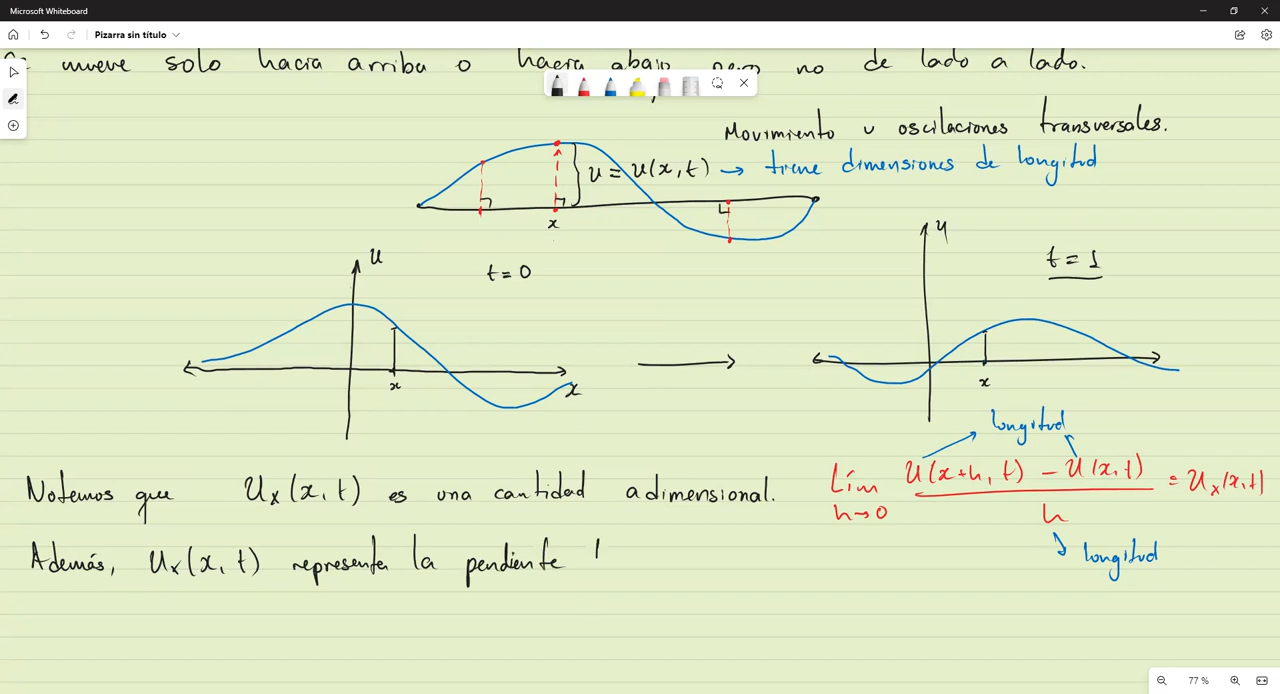 Microsoft Whiteboard
Pizarra sin título
se mueve solo hacia arriba o hacia abajo pero no de lado a lado.
Movimiento u oscilaciones transversales.
u = u(x,t) → tiene dimensiones de longitud
x
u
t = 0
x
x
u
t = 1
x
longitud
Notemos que Ux(x,t) es una cantidad adimensional.
Lím h→0 U(x+h,t) - U(x,t) / h = Ux(x,t)
longitud
Además, Ux(x,t) representa la pendiente
77 %